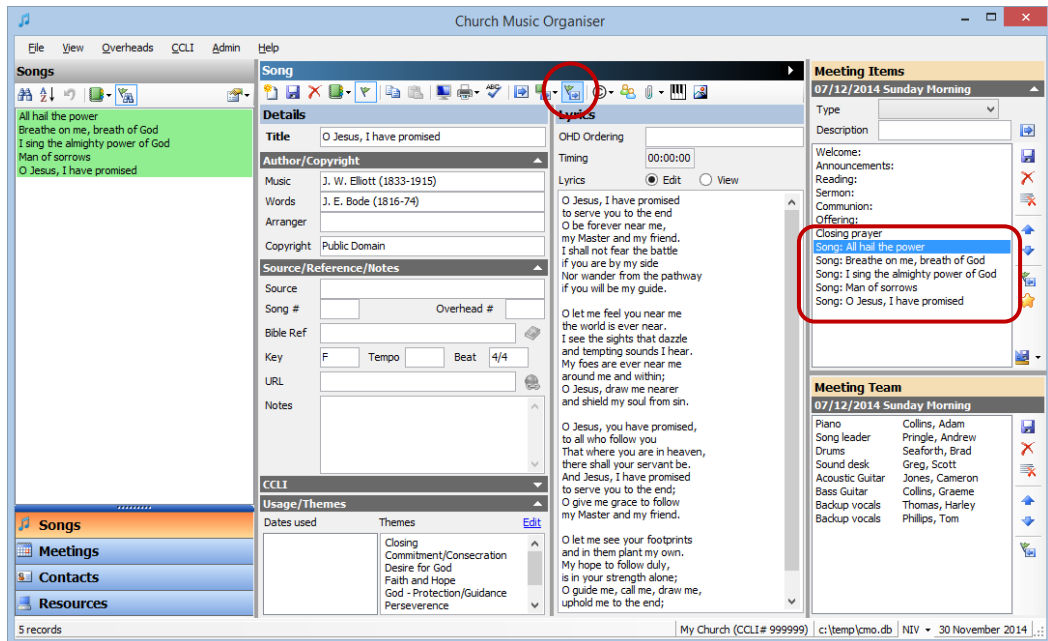 Church Music Organiser
File View Overheads CCLI Admin Help
Songs
All hail the power
Breathe on me, breath of God
I sing the almighty power of God
Man of sorrows
O Jesus, I have promised
Songs
Meetings
Contacts
Resources
Song
Details
Title O Jesus, I have promised
Author/Copyright
Music J. W. Elliott (1833-1915)
Words J. E. Bode (1816-74)
Arranger
Copyright Public Domain
Source/Reference/Notes
Source
Song # Overhead #
Bible Ref
Key F Tempo Beat 4/4
URL
Notes
CCLI
Usage/Themes
Dates used Themes Edit
Closing
Commitment/Consecration
Desire for God
Faith and Hope
God - Protection/Guidance
Perseverence
Lyrics
OHD Ordering
Timing 00:00:00
Lyrics Edit View
O Jesus, I have promised
to serve you to the end
O be forever near me,
my Master and my friend.
I shall not fear the battle
if you are by my side
Nor wander from the pathway
if you will be my guide.
O let me feel you near me
the world is ever near.
I see the sights that dazzle
and tempting sounds I hear.
My foes are ever near me
around me and within;
O Jesus, draw me nearer
and shield my soul from sin.
O Jesus, you have promised,
to all who follow you
That where you are in heaven,
there shall your servant be.
And Jesus, I have promised
to serve you to the end;
O give me grace to follow
my Master and my friend.
O let me see your footprints
and in them plant my own.
My hope to follow duly,
is in your strength alone;
O guide me, call me, draw me,
uphold me to the end;
Meeting Items
07/12/2014 Sunday Morning
Type
Description
Welcome:
Announcements:
Reading:
Sermon:
Communion:
Offering:
Closing prayer
Song: All hail the power
Song: Breathe on me, breath of God
Song: I sing the almighty power of God
Song: Man of sorrows
Song: O Jesus, I have promised
Meeting Team
07/12/2014 Sunday Morning
Piano Collins, Adam
Song leader Pringle, Andrew
Drums Seaforth, Brad
Sound desk Greg, Scott
Acoustic Guitar Jones, Cameron
Bass Guitar Collins, Graeme
Backup vocals Thomas, Harley
Backup vocals Phillips, Tom
5 records My Church (CCLI# 999999) c:\temp\cmo.db NIV 30 November 2014